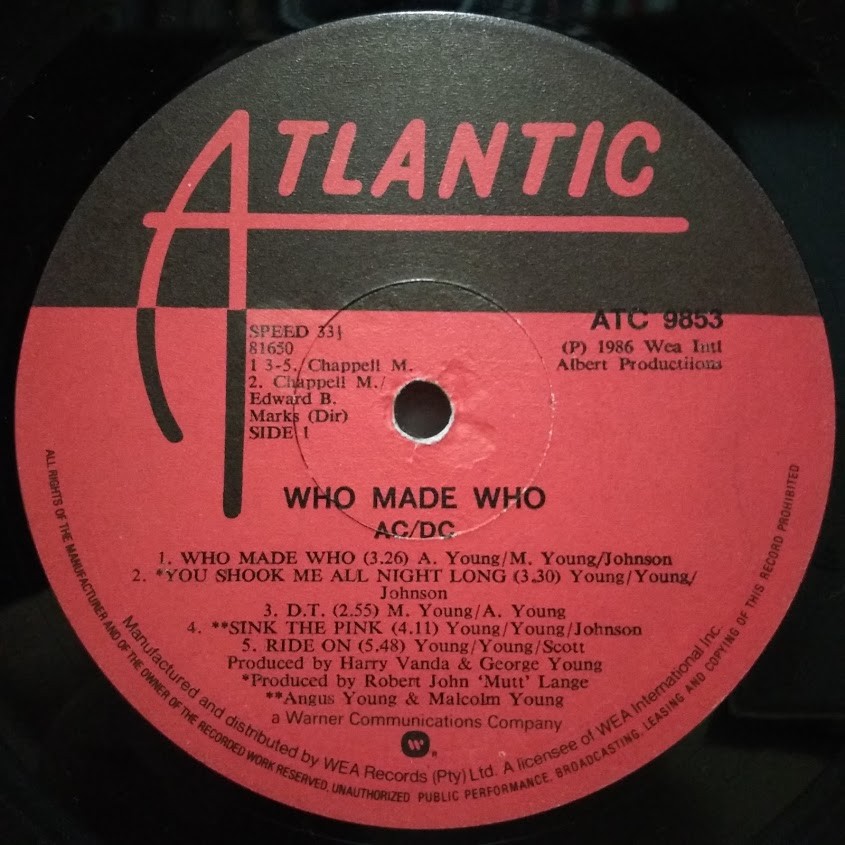 ATLANTIC
SPEED 33⅓
81650
1 3-5. Chappell M.
2. Chappell M./
Edward B.
Marks (Dir)
SIDE 1
ATC 9853
(P) 1986 Wea Intl
Albert Productiions
WHO MADE WHO
AC/DC
1. WHO MADE WHO (3.26) A. Young/M. Young/Johnson
2. *YOU SHOOK ME ALL NIGHT LONG (3.30) Young/Young/
Johnson
3. D.T. (2.55) M. Young/A. Young
4. **SINK THE PINK (4.11) Young/Young/Johnson
5. RIDE ON (5.48) Young/Young/Scott
Produced by Harry Vanda & George Young
*Produced by Robert John ‘Mutt’ Lange
**Angus Young & Malcolm Young
a Warner Communications Company
®
Manufactured and distributed by WEA Records (Pty) Ltd. A licensee of WEA International Inc.
ALL RIGHTS OF THE MANUFACTURER AND OF THE OWNER OF THE RECORDED WORK RESERVED, UNAUTHORIZED PUBLIC PERFORMANCE, BROADCASTING, LEASING AND COPYING OF THIS RECORD PROHIBITED